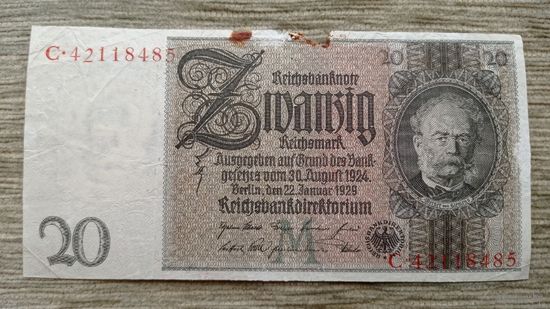 C·42118485
20 20
Reichsbanknote
Zwanzig
Reichsmark
Ausgegeben auf Grund des Bank-
gesetzes vom 30. August 1924
Berlin, den 22. Januar 1929
Reichsbankdirektorium
20
M
C·42118485